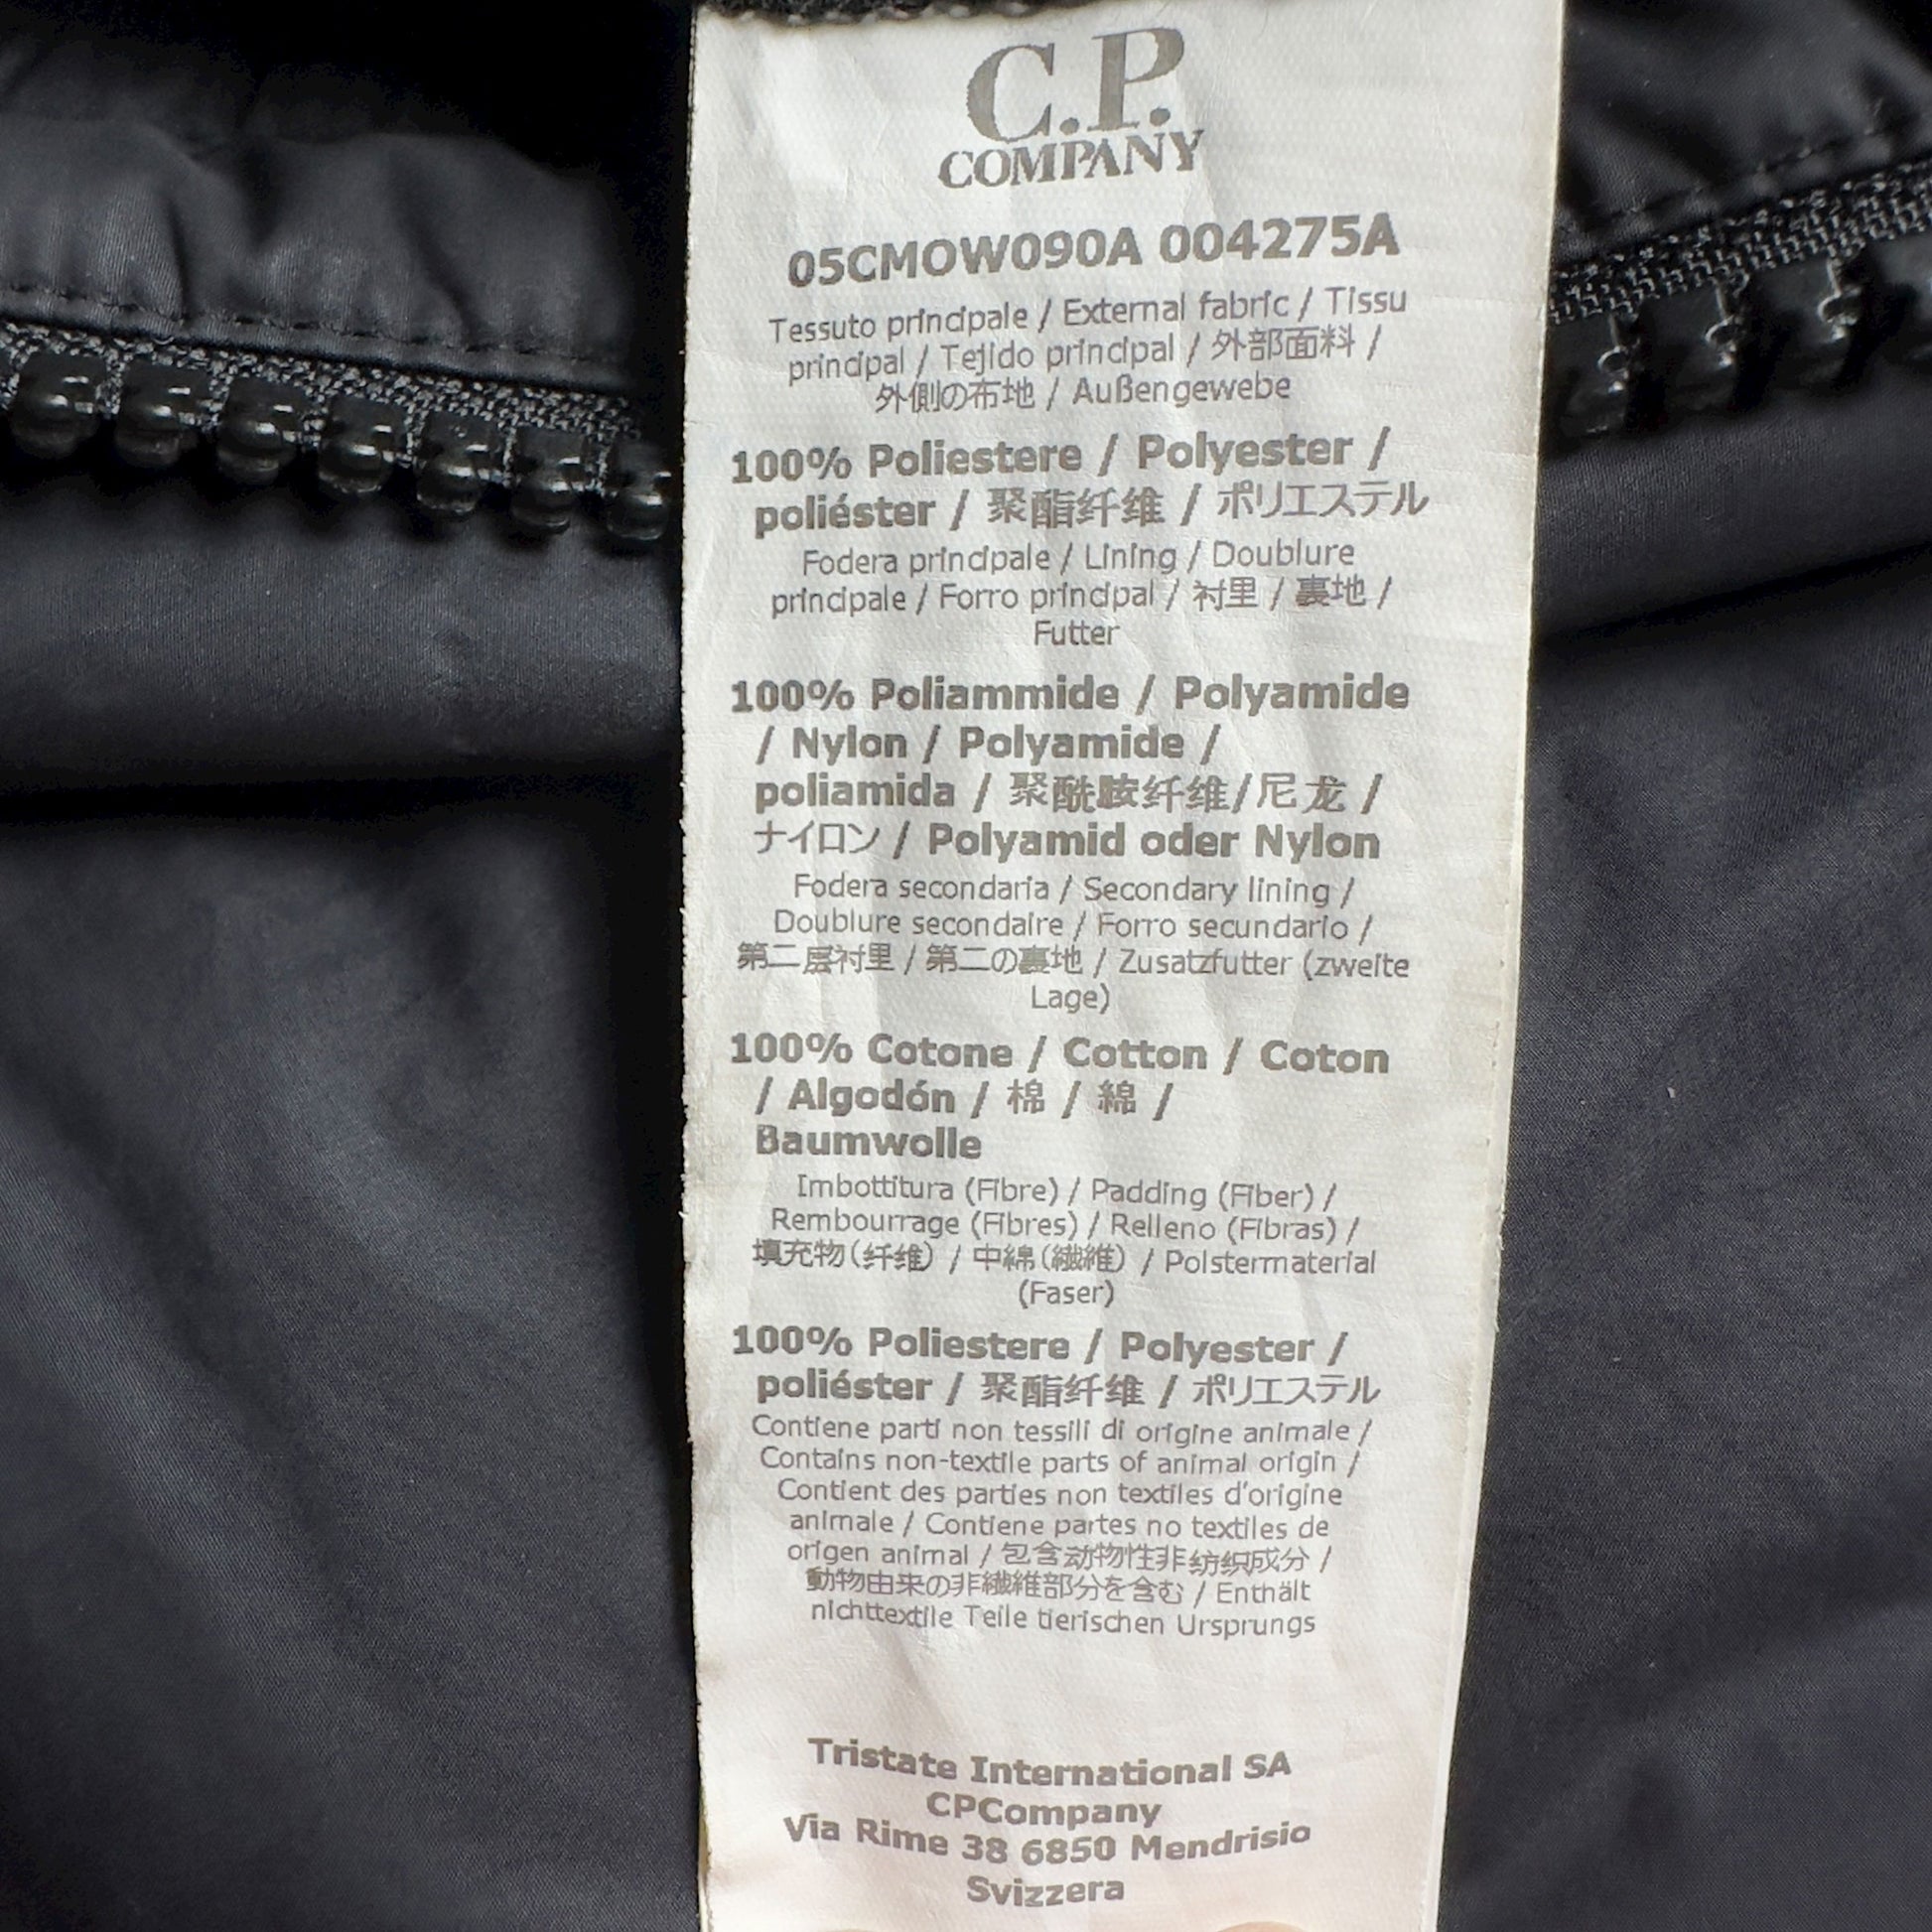 C.P.
COMPANY
05CMOW090A 004275A
Tessuto principale / External fabric / Tissu
principal / Tejido principal / 外部面料 /
外側の布地 / Außengewebe
100% Poliestere / Polyester /
poliéster / 聚酯纤维 / ポリエステル
Fodera principale / Lining / Doublure
principale / Forro principal / 衬里 / 裏地 /
Futter
100% Poliammide / Polyamide
/ Nylon / Polyamide /
poliamida / 聚酰胺纤维/尼龙 /
ナイロン / Polyamid oder Nylon
Fodera secondaria / Secondary lining /
Doublure secondaire / Forro secundario /
第二层衬里 / 第二の裏地 / Zusatzfutter (zweite
Lage)
100% Cotone / Cotton / Coton
/ Algodón / 棉 / 綿 /
Baumwolle
Imbottitura (Fibre) / Padding (Fiber) /
Rembourrage (Fibres) / Relleno (Fibras) /
填充物(纤维) / 中綿(繊維) / Polstermaterial
(Faser)
100% Poliestere / Polyester /
poliéster / 聚酯纤维 / ポリエステル
Contiene parti non tessili di origine animale /
Contains non-textile parts of animal origin /
Contient des parties non textiles d'origine
animale / Contiene partes no textiles de
origen animal / 包含动物性非纺织成分 /
動物由来の非繊維部分を含む / Enthält
nichttextile Teile tierischen Ursprungs
Tristate International SA
CPCompany
Via Rime 38 6850 Mendrisio
Svizzera